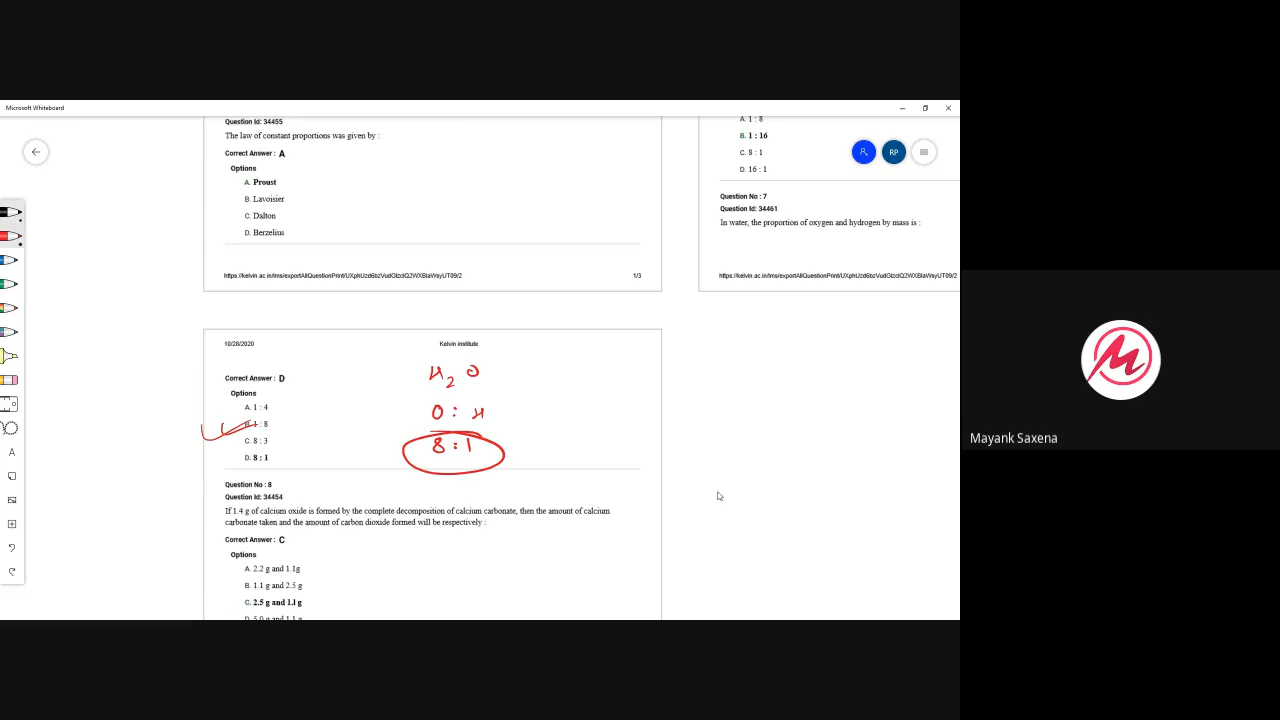 Microsoft Whiteboard
Question Id: 34455
The law of constant proportions was given by :
Correct Answer : A
Options
A. Proust
B. Lavoisier
C. Dalton
D. Berzelius
1/3
A. 1 : 8
B. 1 : 16
C. 8 : 1
D. 16 : 1
RP
Question No : 7
Question Id: 34461
In water, the proportion of oxygen and hydrogen by mass is :
10/28/2020
Kelvin institute
Correct Answer : D
Options
A. 1 : 4
B. 1 : 8
C. 8 : 3
D. 8 : 1
H2O
O : H
8 : 1
Question No : 8
Question Id: 34454
If 1.4 g of calcium oxide is formed by the complete decomposition of calcium carbonate, then the amount of calcium
carbonate taken and the amount of carbon dioxide formed will be respectively :
Correct Answer : C
Options
A. 2.2 g and 1.1g
B. 1.1 g and 2.5 g
C. 2.5 g and 1.1 g
D. 5.0 g and 1.1 g
A
Mayank Saxena